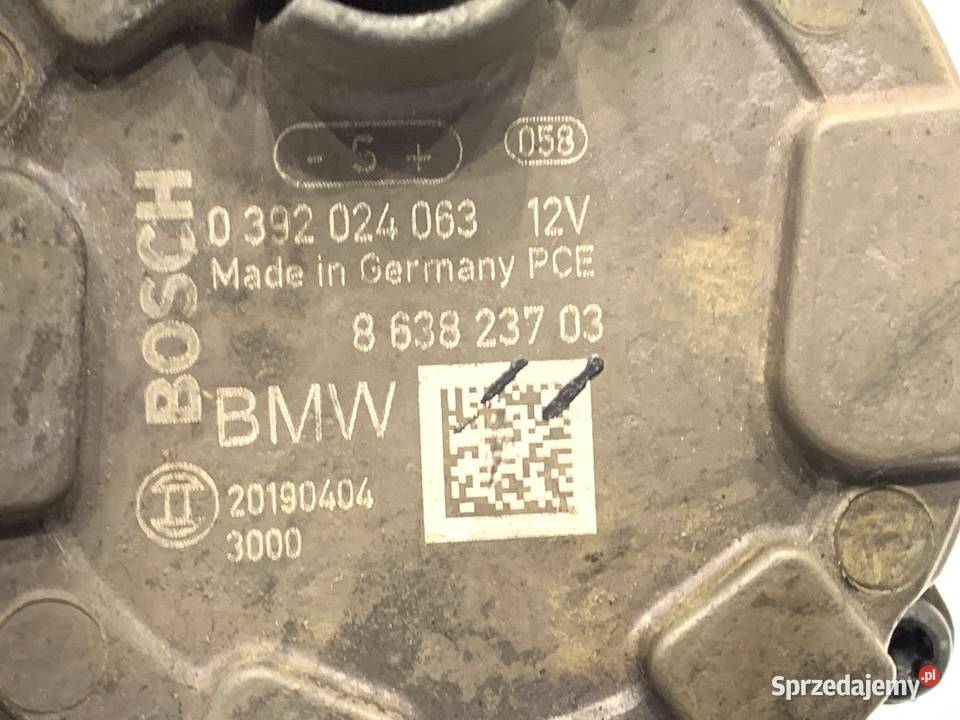 - S +
058
BOSCH
0 392 024 063 12V
Made in Germany PCE
8 638 237 03
BMW
20190404
3000
Sprzedajemy.pl